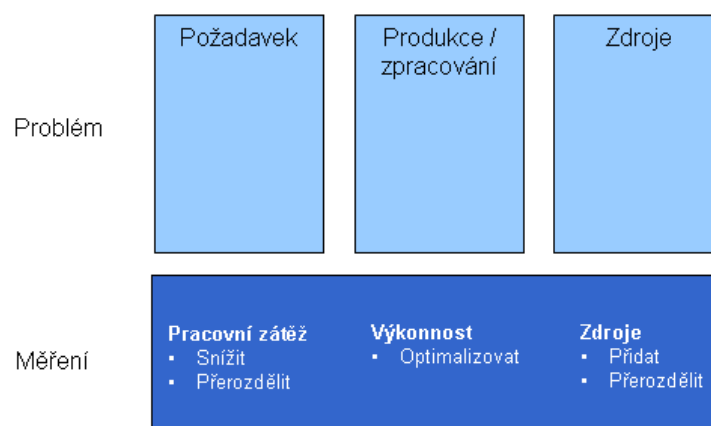 Požadavek
Produkce /
zpracování
Zdroje
Problém
Měření
Pracovní zátěž
▪ Snížit
▪ Přerozdělit
Výkonnost
▪ Optimalizovat
Zdroje
▪ Přidat
▪ Přerozdělit